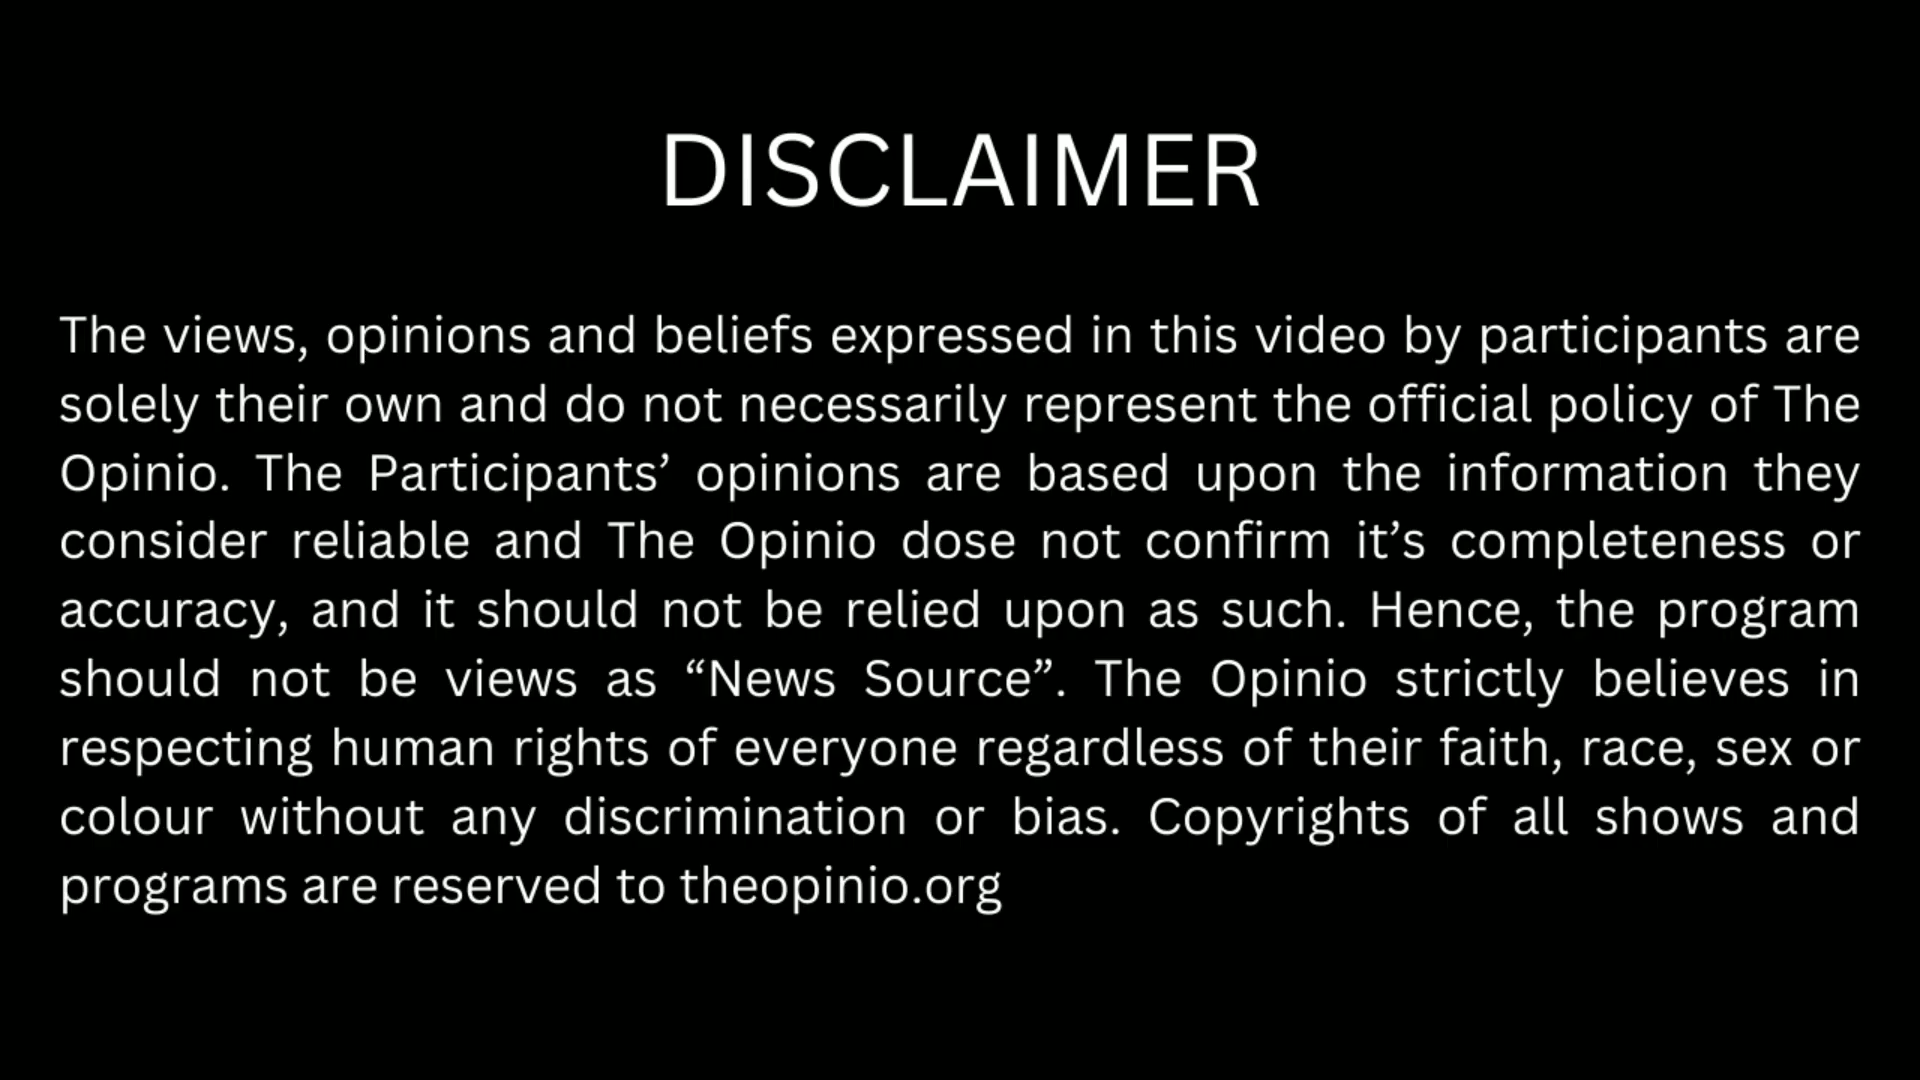 DISCLAIMER
The views, opinions and beliefs expressed in this video by participants are
solely their own and do not necessarily represent the official policy of The
Opinio. The Participants’ opinions are based upon the information they
consider reliable and The Opinio dose not confirm it’s completeness or
accuracy, and it should not be relied upon as such. Hence, the program
should not be views as “News Source”. The Opinio strictly believes in
respecting human rights of everyone regardless of their faith, race, sex or
colour without any discrimination or bias. Copyrights of all shows and
programs are reserved to theopinio.org